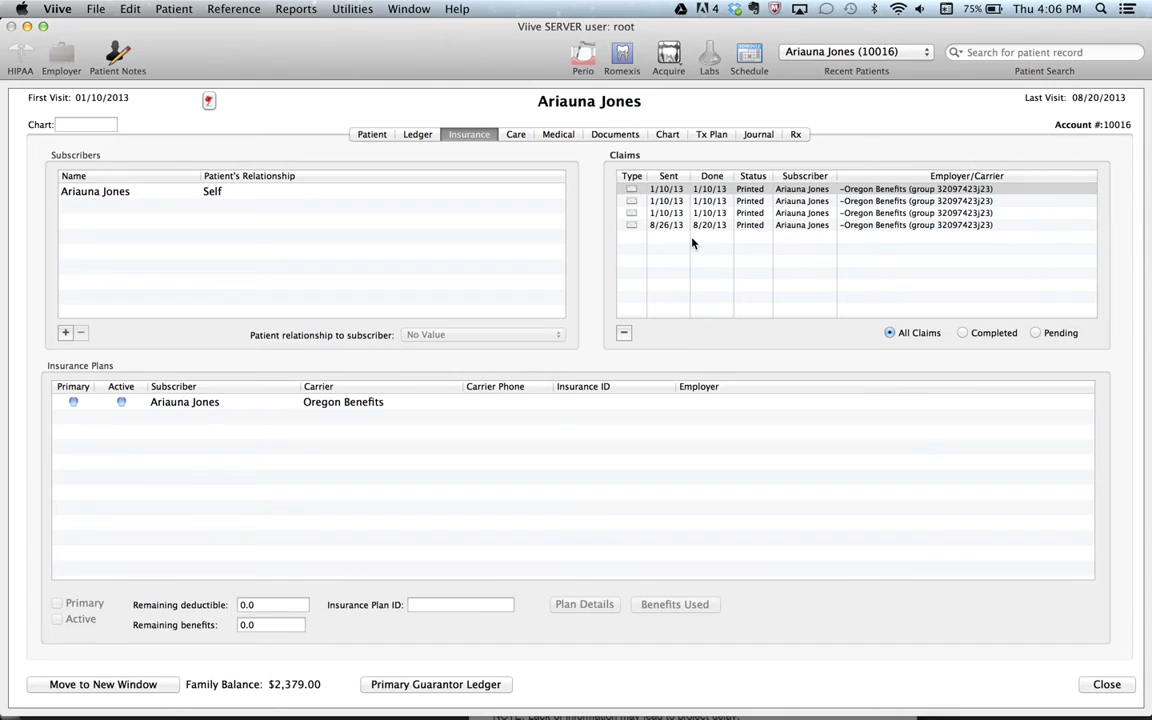 Viive File Edit Patient Reference Reports Utilities Window Help 4 75% Thu 4:06 PM
Viive SERVER user: root
HIPAA Employer Patient Notes Perio Romexis Acquire Labs Schedule
Ariauna Jones (10016) Search for patient record
Recent Patients Patient Search
First Visit: 01/10/2013 Ariauna Jones Last Visit: 08/20/2013
Chart: Account #:10016
Patient Ledger Insurance Care Medical Documents Chart Tx Plan Journal Rx
Subscribers
Name Patient's Relationship
Ariauna Jones Self
+ −
Patient relationship to subscriber: No Value
Claims
Type Sent Done Status Subscriber Employer/Carrier
1/10/13 1/10/13 Printed Ariauna Jones ~Oregon Benefits (group 32097423j23)
1/10/13 1/10/13 Printed Ariauna Jones ~Oregon Benefits (group 32097423j23)
1/10/13 1/10/13 Printed Ariauna Jones ~Oregon Benefits (group 32097423j23)
8/26/13 8/20/13 Printed Ariauna Jones ~Oregon Benefits (group 32097423j23)
− All Claims Completed Pending
Insurance Plans
Primary Active Subscriber Carrier Carrier Phone Insurance ID Employer
Ariauna Jones Oregon Benefits
Primary Remaining deductible: 0.0 Insurance Plan ID: Plan Details Benefits Used
Active Remaining benefits: 0.0
Move to New Window Family Balance: $2,379.00 Primary Guarantor Ledger Close